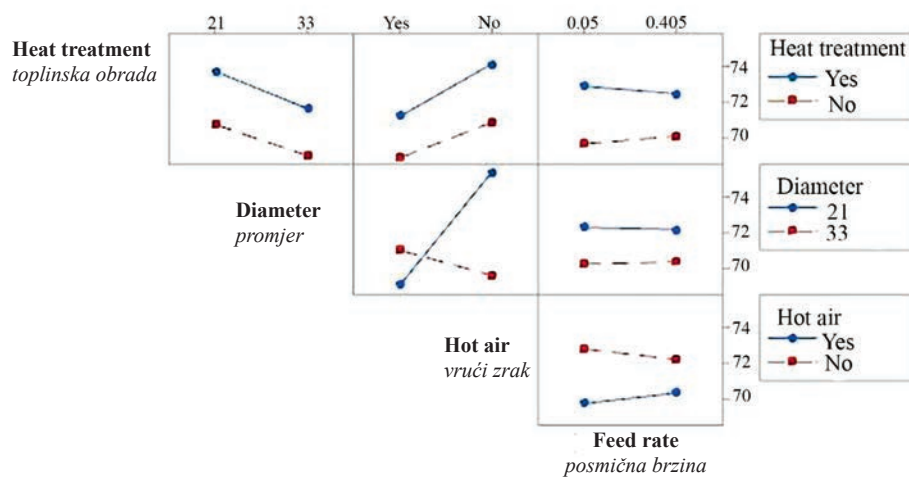 21 33 Yes No 0.05 0.405
Heat treatment
toplinska obrada
74
72
70
Heat treatment
Yes
No
Diameter
promjer
74
72
70
Diameter
21
33
Hot air
vrući zrak
74
72
70
Hot air
Yes
No
Feed rate
posmična brzina